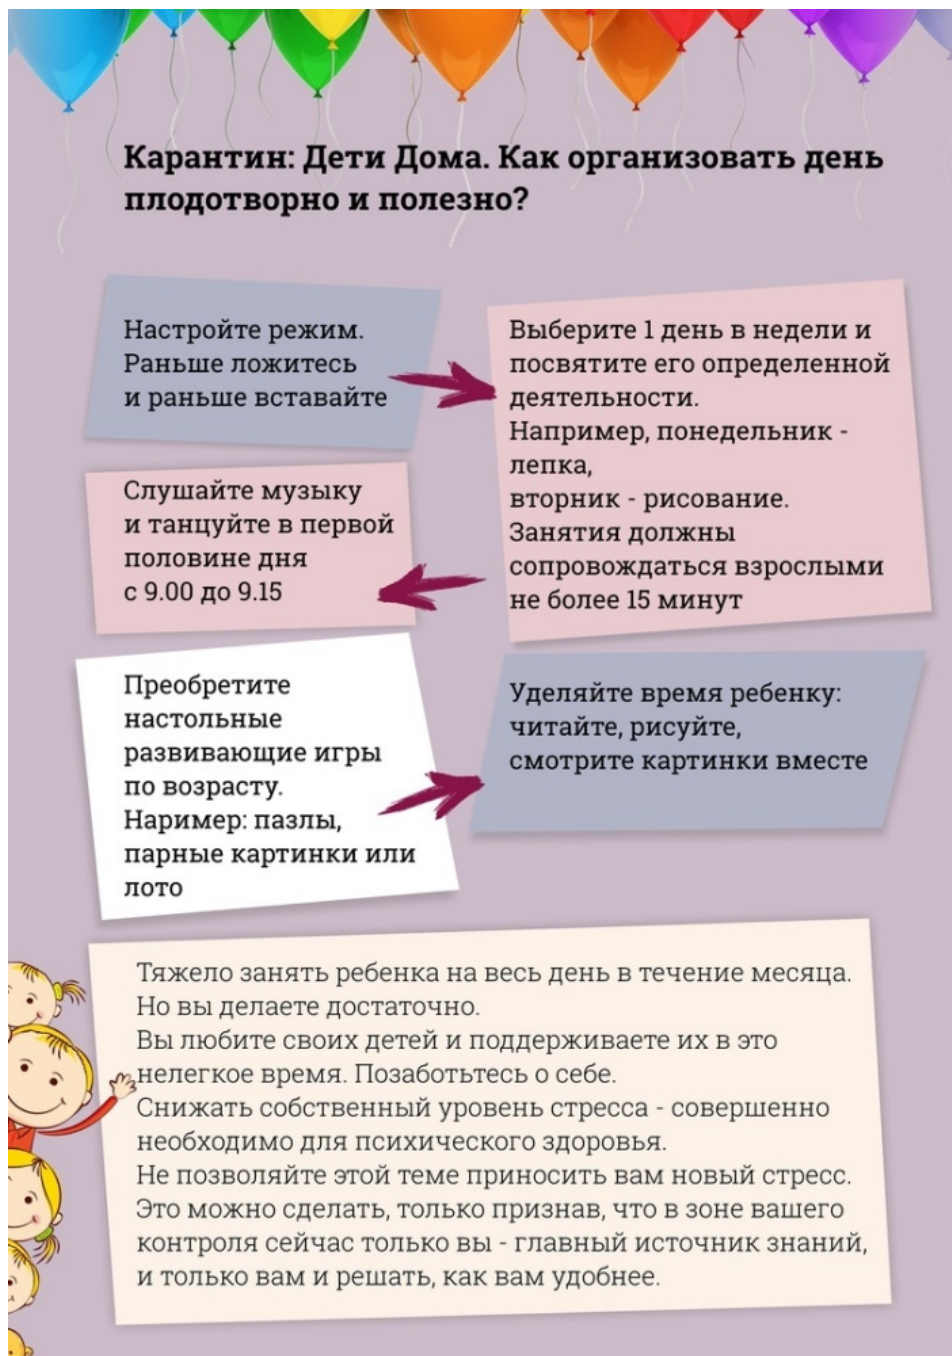 Карантин: Дети Дома. Как организовать день
плодотворно и полезно?
Настройте режим.
Раньше ложитесь
и раньше вставайте
Выберите 1 день в недели и
посвятите его определенной
деятельности.
Например, понедельник -
лепка,
вторник - рисование.
Занятия должны
сопровождаться взрослыми
не более 15 минут
Слушайте музыку
и танцуйте в первой
половине дня
с 9.00 до 9.15
Преобретите
настольные
развивающие игры
по возрасту.
Наример: пазлы,
парные картинки или
лото
Уделяйте время ребенку:
читайте, рисуйте,
смотрите картинки вместе
Тяжело занять ребенка на весь день в течение месяца.
Но вы делаете достаточно.
Вы любите своих детей и поддерживаете их в это
нелегкое время. Позаботьтесь о себе.
Снижать собственный уровень стресса - совершенно
необходимо для психического здоровья.
Не позволяйте этой теме приносить вам новый стресс.
Это можно сделать, только признав, что в зоне вашего
контроля сейчас только вы - главный источник знаний,
и только вам и решать, как вам удобнее.